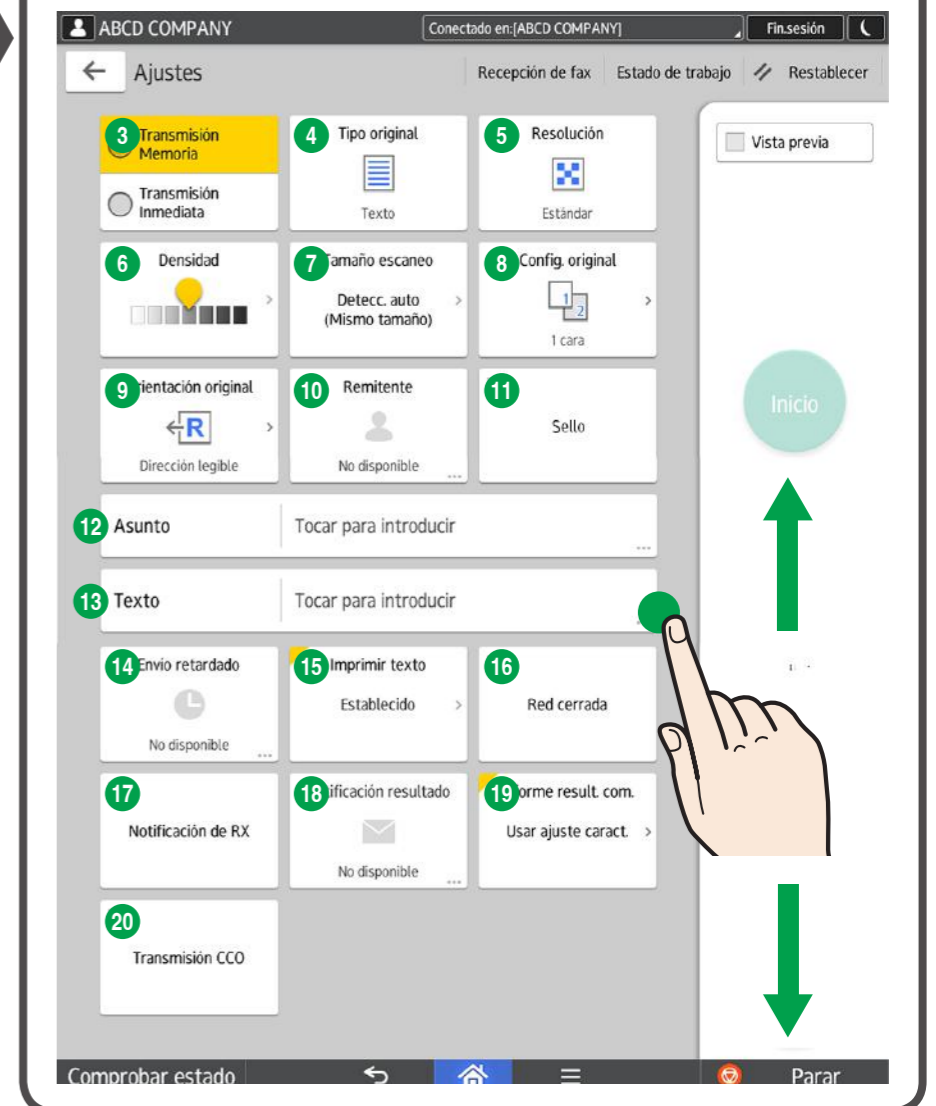 ABCD COMPANY
Conectado en:[ABCD COMPANY]
Fin.sesión
Ajustes
Recepción de fax
Estado de trabajo
Restablecer
3
Transmisión
Memoria
Transmisión
Inmediata
4
Tipo original
Texto
5
Resolución
Estándar
Vista previa
6
Densidad
7
amaño escaneo
Detecc. auto
(Mismo tamaño)
8
Config. original
1
2
1 cara
9
rientación original
R
Dirección legible
10
Remitente
No disponible
11
Sello
Inicio
12
Asunto
Tocar para introducir
13
Texto
Tocar para introducir
14
Envío retardado
No disponible
15
Imprimir texto
Establecido
16
Red cerrada
17
Notificación de RX
18
ificación resultado
No disponible
19
orme result. com.
Usar ajuste caract.
20
Transmisión CCO
Comprobar estado
Parar